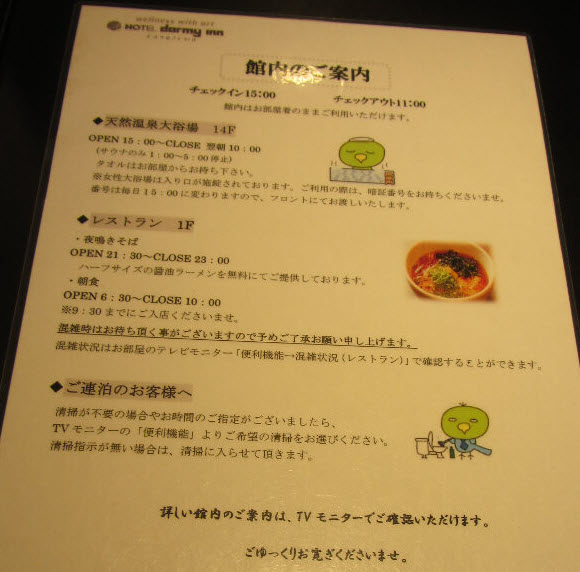 wellness with art
HOTEL dormy inn
館内のご案内
チェックイン15:00 チェックアウト11:00
館内はお部屋着のままご利用いただけます。
◆天然温泉大浴場 14F
OPEN 15:00~CLOSE 翌朝10:00
(サウナのみ1:00~5:00停止)
タオルはお部屋からお持ち下さい。
※女性大浴場は入り口が施錠されております。ご利用の際は、暗証番号をお持ちくださいませ。
番号は毎日15:00に変わりますので、フロントにてお渡しいたします。
◆レストラン 1F
・夜鳴きそば
OPEN 21:30~CLOSE 23:00
ハーフサイズの醤油ラーメンを無料にてご提供しております。
・朝食
OPEN 6:30~CLOSE 10:00
※9:30までにご入店くださいませ。
混雑時はお待ち頂く事がございますので予めご了承お願い申し上げます。
混雑状況はお部屋のテレビモニター「便利機能→混雑状況(レストラン)」で確認することができます。
◆ご連泊のお客様へ
清掃が不要の場合やお時間のご指定がございましたら、
TVモニターの「便利機能」よりご希望の清掃をお選びください。
清掃指示が無い場合は、清掃に入らせて頂きます。
詳しい館内のご案内は、TVモニターでご確認いただけます。
ごゆっくりお寛ぎくださいませ。